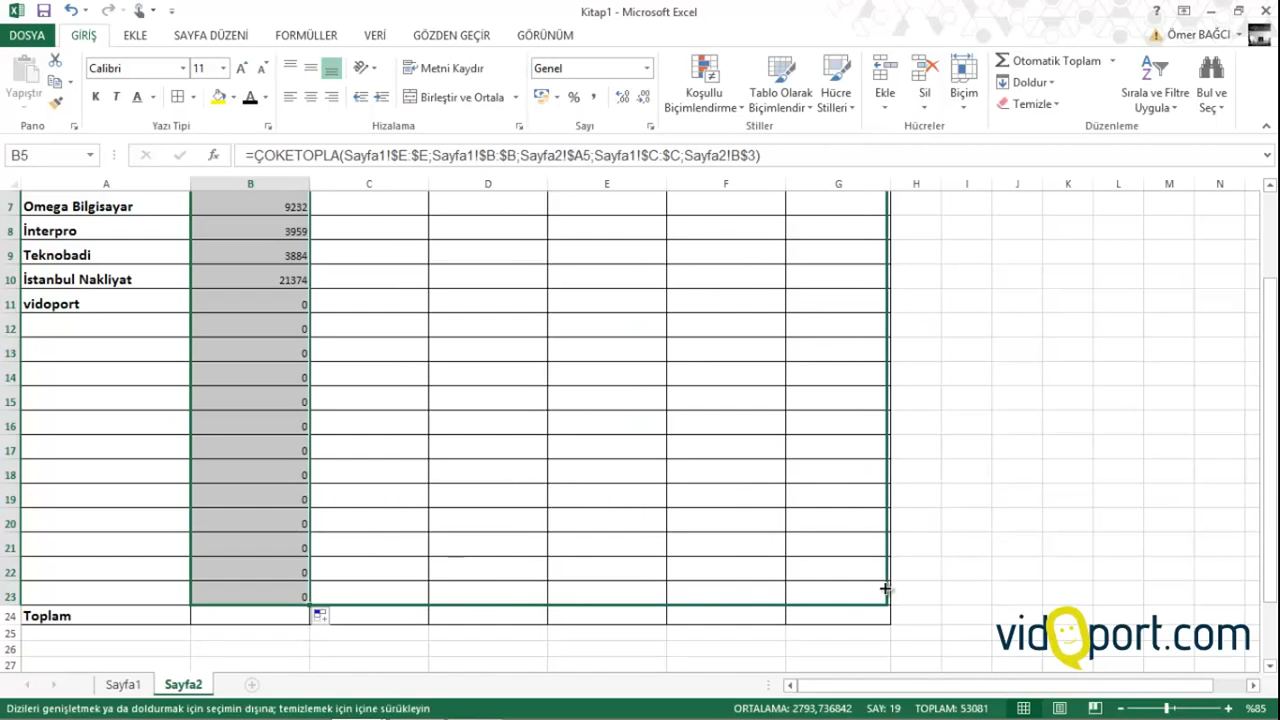 Kitap1 - Microsoft Excel
?
DOSYA GİRİŞ EKLE SAYFA DÜZENİ FORMÜLLER VERİ GÖZDEN GEÇİR GÖRÜNÜM Ömer BAĞCI
Yapıştır
Calibri 11
K T A
Metni Kaydır
Birleştir ve Ortala
Genel
%
Koşullu Biçimlendirme
Tablo Olarak Biçimlendir
Hücre Stilleri
Ekle Sil Biçim
Otomatik Toplam
Doldur
Temizle
Sırala ve Filtre Uygula
Bul ve Seç
Pano Yazı Tipi Hizalama Sayı Stiller Hücreler Düzenleme
B5 fx =ÇOKETOPLA(Sayfa1!$E:$E;Sayfa1!$B:$B;Sayfa2!$A5;Sayfa1!$C:$C;Sayfa2!B$3)
A B C D E F G H I J K L M N
7 Omega Bilgisayar 9232
8 İnterpro 3959
9 Teknobadi 3884
10 İstanbul Nakliyat 21374
11 vidoport 0
12 0
13 0
14 0
15 0
16 0
17 0
18 0
19 0
20 0
21 0
22 0
23 0
24 Toplam
25
26
27
vidoport.com
Sayfa1 Sayfa2
Dizileri genişletmek ya da doldurmak için seçimin dışına; temizlemek için içine sürükleyin ORTALAMA: 2793,736842 SAY: 19 TOPLAM: 53081 %85